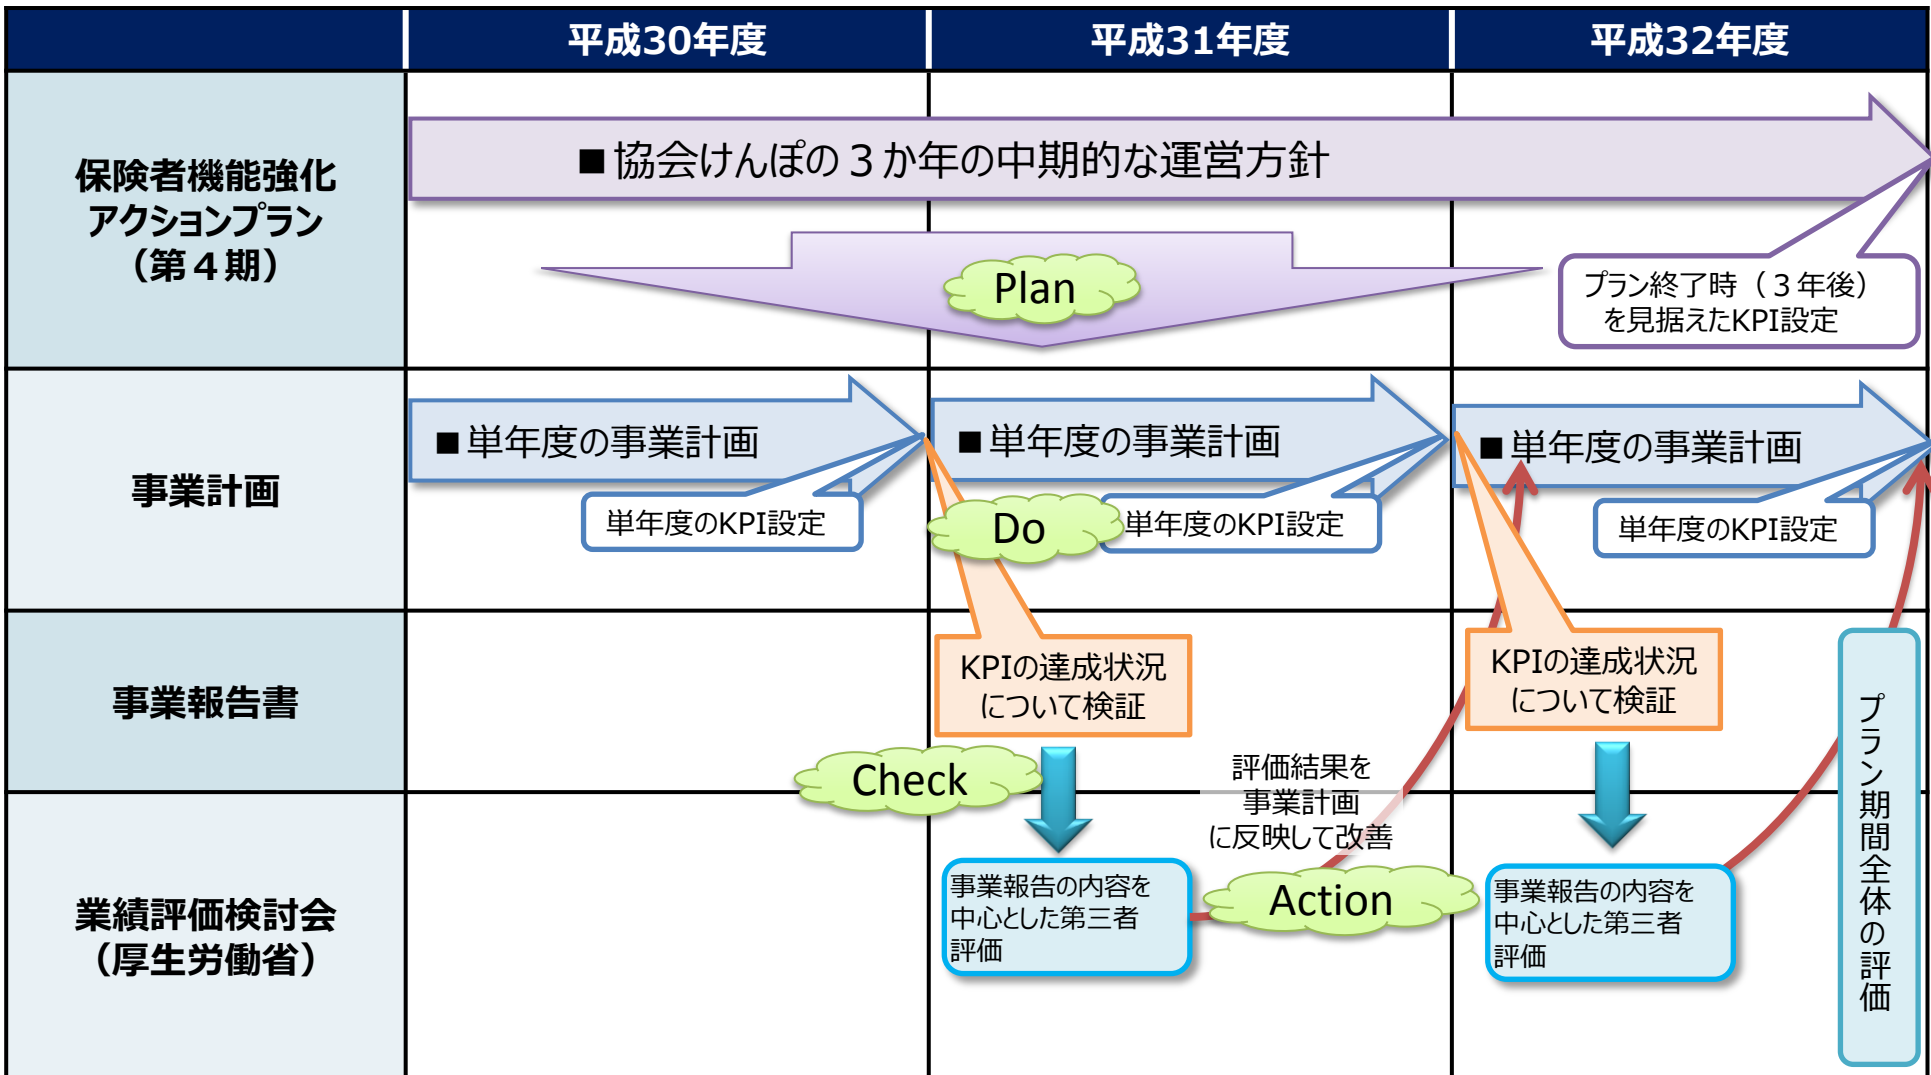 平成30年度
平成31年度
平成32年度
保険者機能強化
アクションプラン
（第４期）
■協会けんぽの３か年の中期的な運営方針
Plan
プラン終了時（３年後）
を見据えたKPI設定
事業計画
■単年度の事業計画
単年度のKPI設定
■単年度の事業計画
Do
単年度のKPI設定
■単年度の事業計画
単年度のKPI設定
事業報告書
KPIの達成状況
について検証
KPIの達成状況
について検証
Check
評価結果を
事業計画
に反映して改善
プラン期間全体の評価
業績評価検討会
（厚生労働省）
事業報告の内容を
中心とした第三者
評価
Action
事業報告の内容を
中心とした第三者
評価